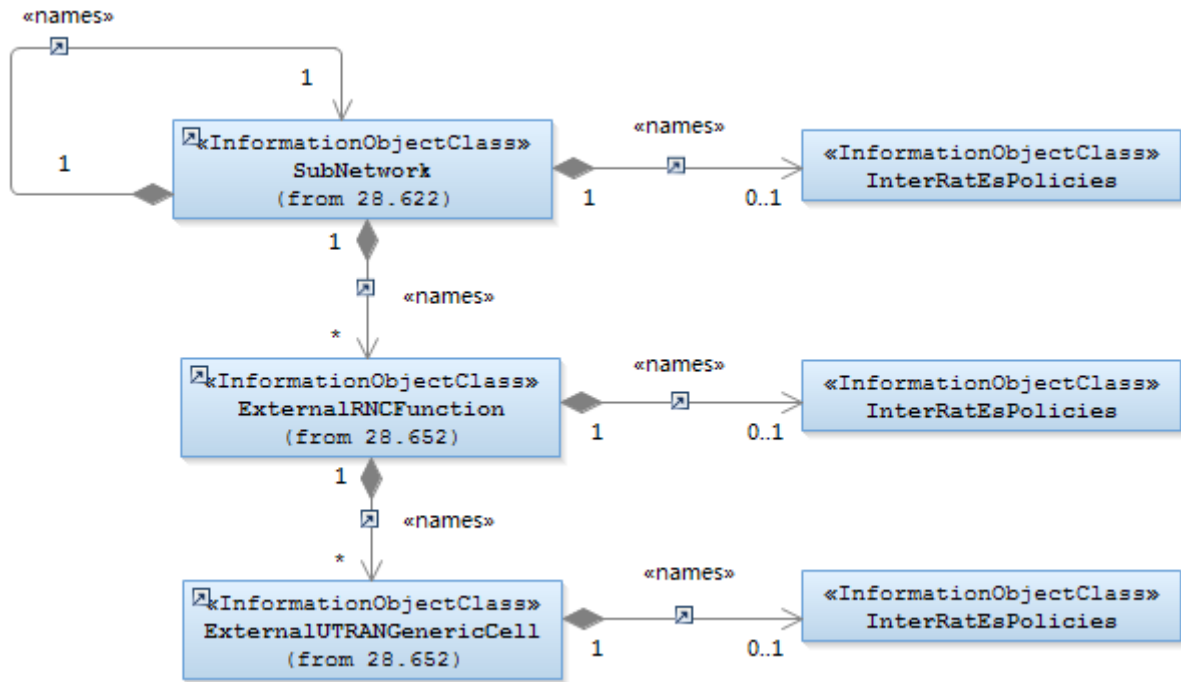 «names»
1
1
«InformationObjectClass»
SubNetwork
(from 28.622)
«names»
1
0..1
«InformationObjectClass»
InterRatEsPolicies
1
«names»
*
«InformationObjectClass»
ExternalRNCFunction
(from 28.652)
«names»
1
0..1
«InformationObjectClass»
InterRatEsPolicies
1
«names»
*
«InformationObjectClass»
ExternalUTRANGenericCell
(from 28.652)
«names»
1
0..1
«InformationObjectClass»
InterRatEsPolicies